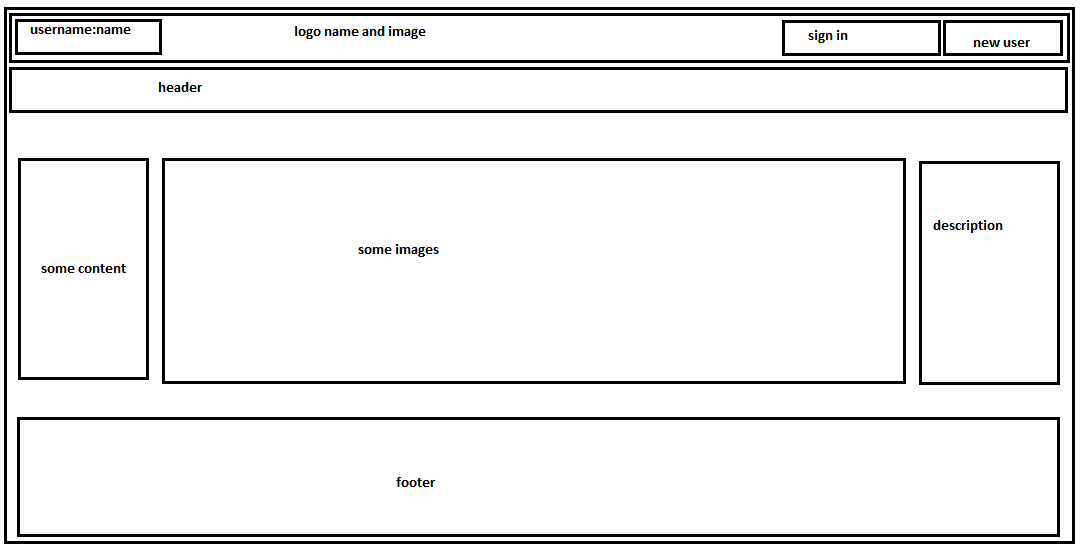 username:name
logo name and image
sign in
new user
header
some content
some images
description
footer